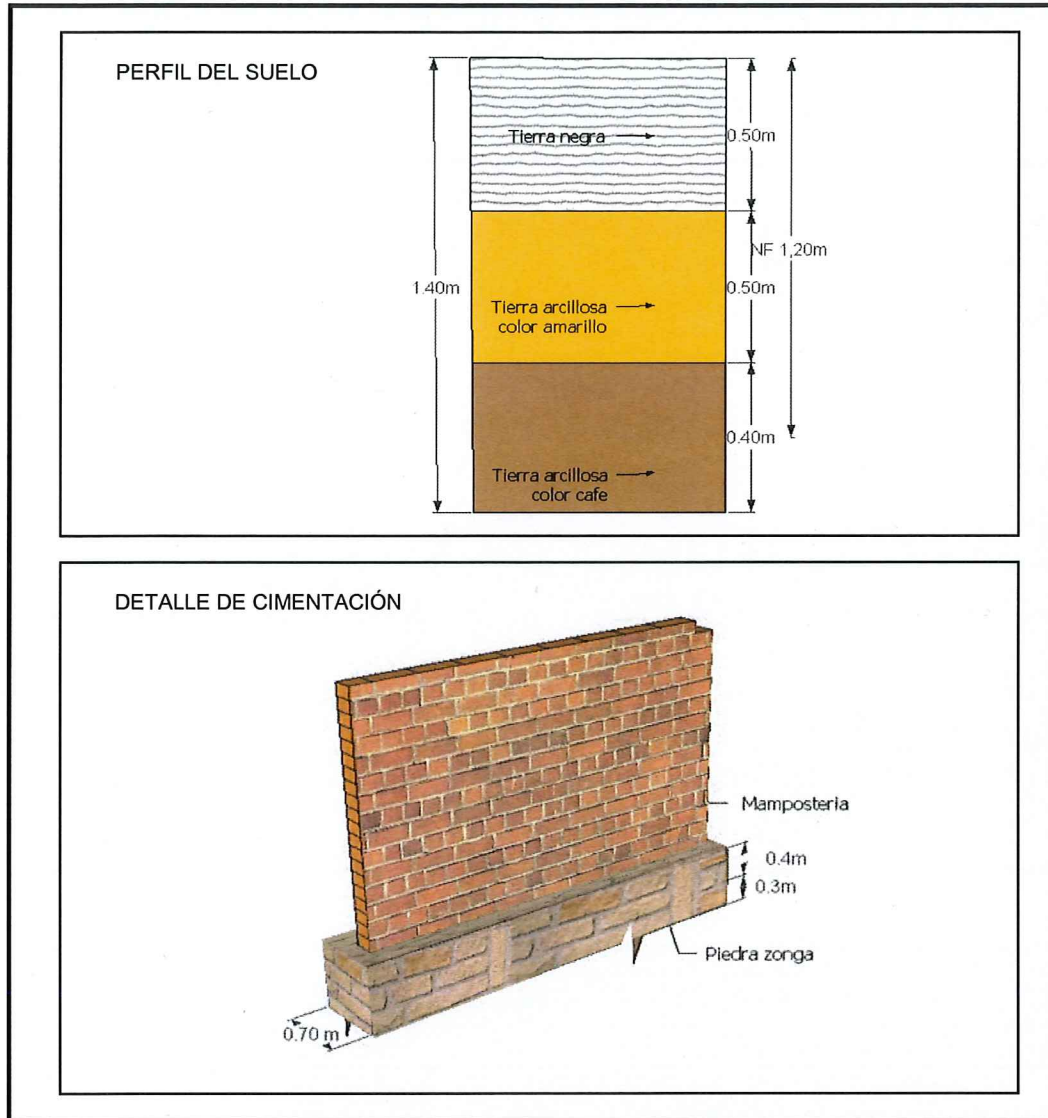 PERFIL DEL SUELO
Tierra negra
0.50m
NF 1,20m
1.40m
0.50m
Tierra arcillosa
color amarillo
0.40m
Tierra arcillosa
color cafe
DETALLE DE CIMENTACIÓN
Mamposteria
0.4m
0.3m
Piedra zonga
0.70 m